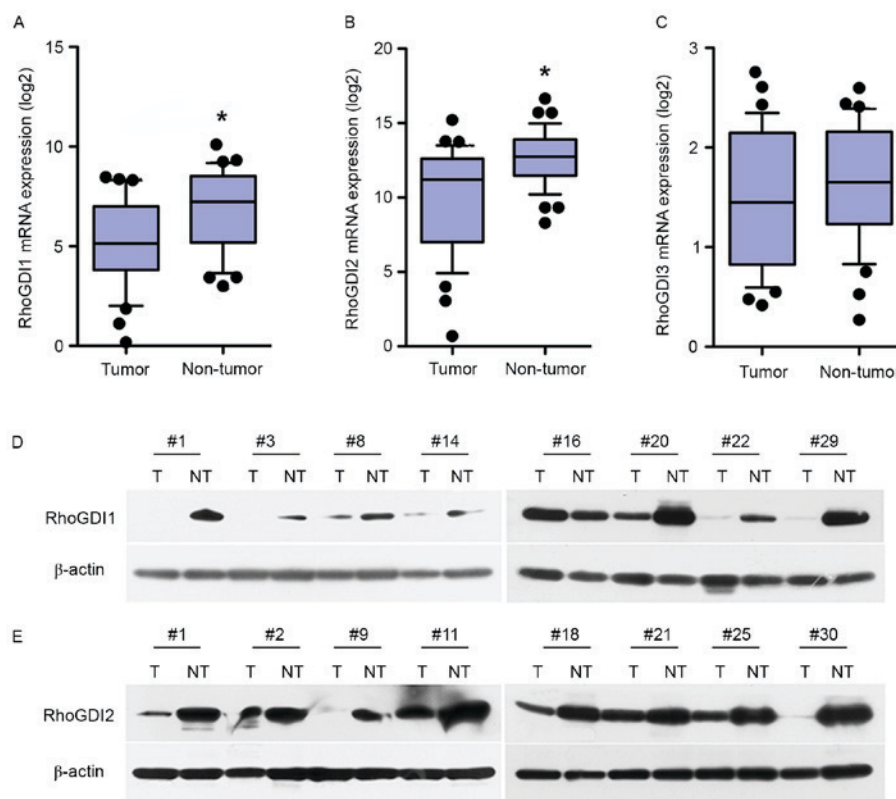 A
B
C
RhoGDI1 mRNA expression (log2)
15
10
5
0
*
Tumor
Non-tumor
RhoGDI2 mRNA expression (log2)
20
15
10
5
0
*
Tumor
Non-tumor
RhoGDI3 mRNA expression (log2)
3
2
1
0
Tumor
Non-tumor
D
#1 #3 #8 #14 #16 #20 #22 #29
T NT T NT T NT T NT T NT T NT T NT T NT
RhoGDI1
β-actin
E
#1 #2 #9 #11 #18 #21 #25 #30
T NT T NT T NT T NT T NT T NT T NT T NT
RhoGDI2
β-actin